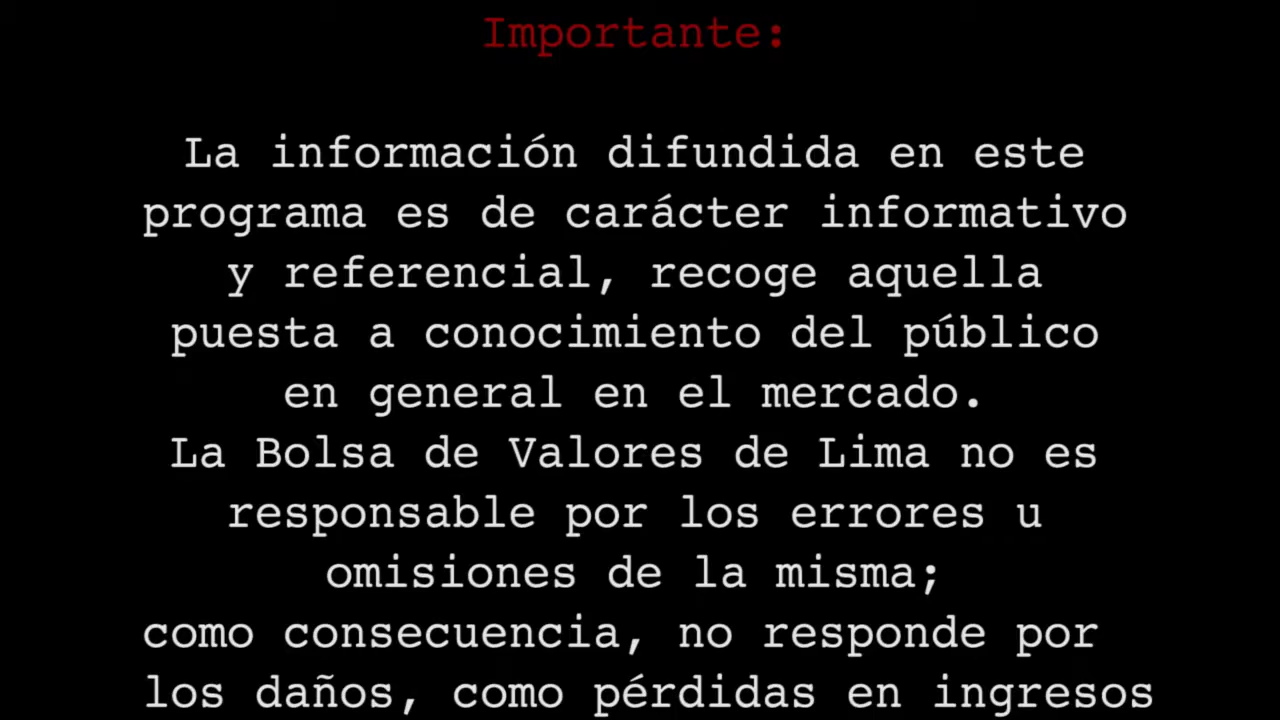 Importante:
La información difundida en este
programa es de carácter informativo
y referencial, recoge aquella
puesta a conocimiento del público
en general en el mercado.
La Bolsa de Valores de Lima no es
responsable por los errores u
omisiones de la misma;
como consecuencia, no responde por
los daños, como pérdidas en ingresos